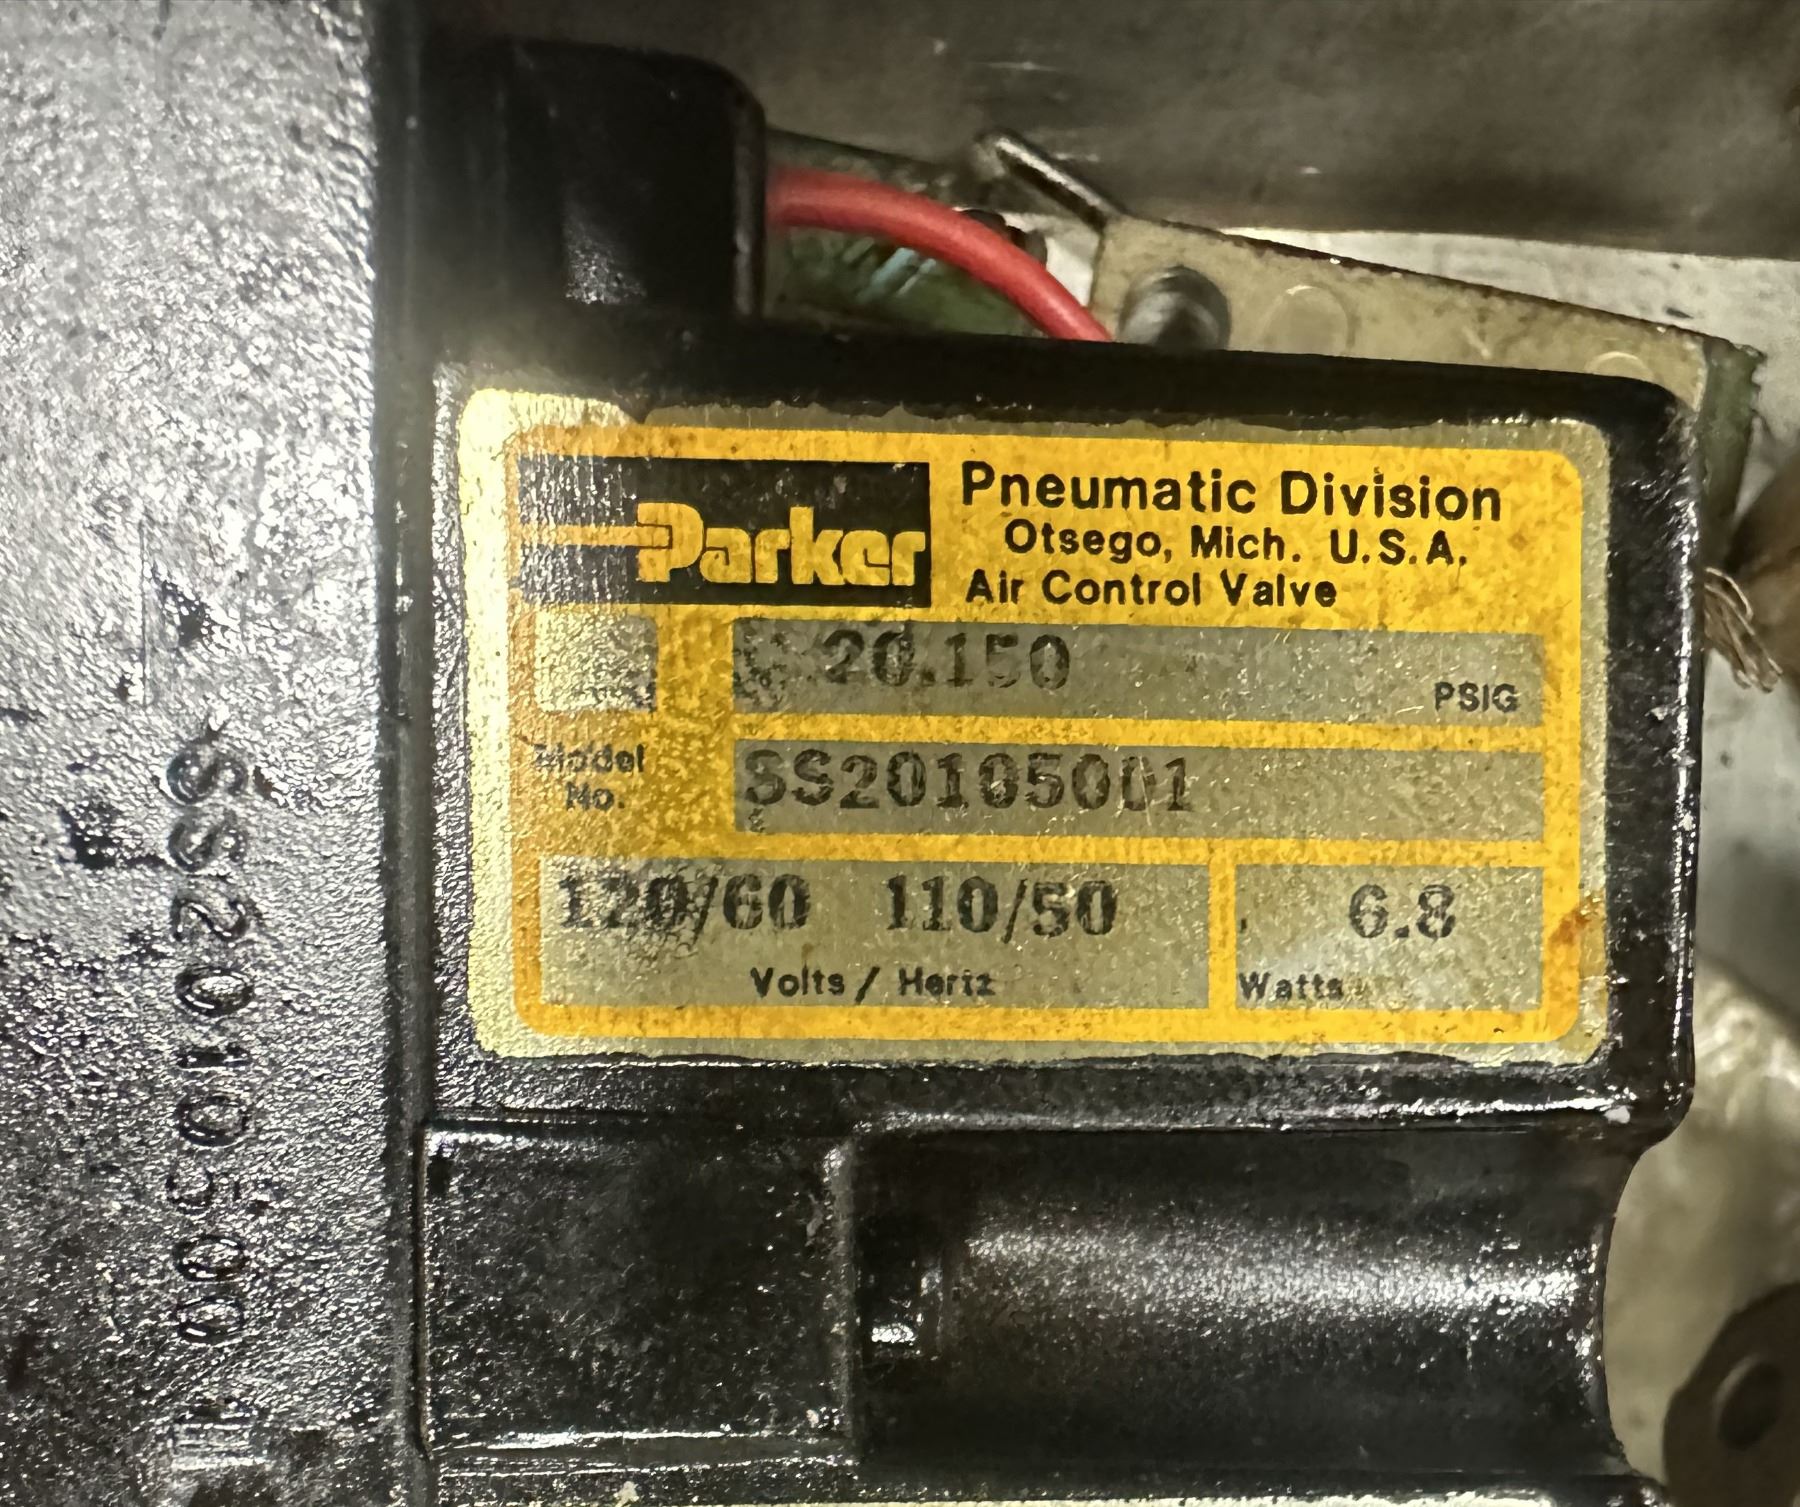 Parker
Pneumatic Division
Otsego, Mich. U.S.A.
Air Control Valve
20.150
PSIG
Model
No.
SS20105001
120/60 110/50
Volts / Hertz
6.8
Watts